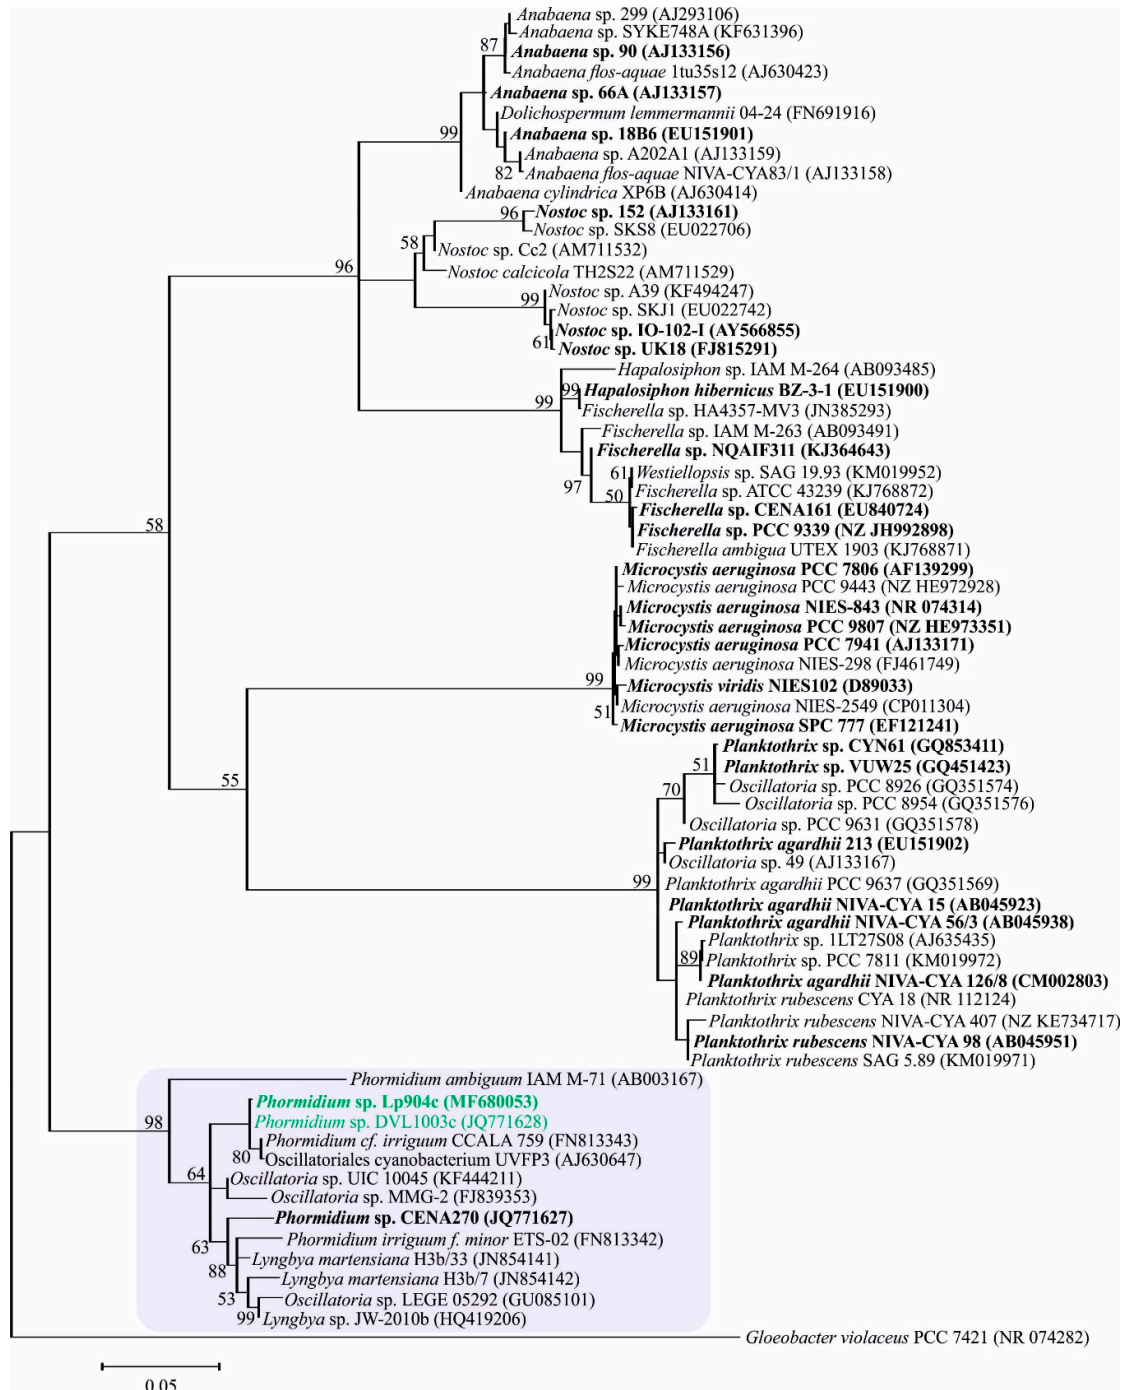 Anabaena sp. 299 (AJ293106)
Anabaena sp. SYKE748A (KF631396)
87
Anabaena sp. 90 (AJ133156)
Anabaena flos-aquae 1tu35s12 (AJ630423)
Anabaena sp. 66A (AJ133157)
Dolichospermum lemmermannii 04-24 (FN691916)
99
Anabaena sp. 18B6 (EU151901)
Anabaena sp. A202A1 (AJ133159)
82
Anabaena flos-aquae NIVA-CYA83/1 (AJ133158)
Anabaena cylindrica XP6B (AJ630414)
96
Nostoc sp. 152 (AJ133161)
Nostoc sp. SKS8 (EU022706)
58
Nostoc sp. Cc2 (AM711532)
96
Nostoc calcicola TH2S22 (AM711529)
Nostoc sp. A39 (KF494247)
99
Nostoc sp. SKJ1 (EU022742)
Nostoc sp. IO-102-I (AY566855)
61
Nostoc sp. UK18 (FJ815291)
Hapalosiphon sp. IAM M-264 (AB093485)
99
Hapalosiphon hibernicus BZ-3-1 (EU151900)
99
Fischerella sp. HA4357-MV3 (JN385293)
Fischerella sp. IAM M-263 (AB093491)
Fischerella sp. NQAIF311 (KJ364643)
61
Westiellopsis sp. SAG 19.93 (KM019952)
97
50
Fischerella sp. ATCC 43239 (KJ768872)
Fischerella sp. CENA161 (EU840724)
58
Fischerella sp. PCC 9339 (NZ JH992898)
Fischerella ambigua UTEX 1903 (KJ768871)
Microcystis aeruginosa PCC 7806 (AF139299)
Microcystis aeruginosa PCC 9443 (NZ HE972928)
Microcystis aeruginosa NIES-843 (NR 074314)
Microcystis aeruginosa PCC 9807 (NZ HE973351)
Microcystis aeruginosa PCC 7941 (AJ133171)
Microcystis aeruginosa NIES-298 (FJ461749)
99
Microcystis viridis NIES102 (D89033)
Microcystis aeruginosa NIES-2549 (CP011304)
51
Microcystis aeruginosa SPC 777 (EF121241)
Planktothrix sp. CYN61 (GQ853411)
51
Planktothrix sp. VUW25 (GQ451423)
55
Oscillatoria sp. PCC 8926 (GQ351574)
70
Oscillatoria sp. PCC 8954 (GQ351576)
Oscillatoria sp. PCC 9631 (GQ351578)
Planktothrix agardhii 213 (EU151902)
Oscillatoria sp. 49 (AJ133167)
99
Planktothrix agardhii PCC 9637 (GQ351569)
Planktothrix agardhii NIVA-CYA 15 (AB045923)
Planktothrix agardhii NIVA-CYA 56/3 (AB045938)
Planktothrix sp. 1LT27S08 (AJ635435)
89
Planktothrix sp. PCC 7811 (KM019972)
Planktothrix agardhii NIVA-CYA 126/8 (CM002803)
Planktothrix rubescens CYA 18 (NR 112124)
Planktothrix rubescens NIVA-CYA 407 (NZ KE734717)
Planktothrix rubescens NIVA-CYA 98 (AB045951)
Planktothrix rubescens SAG 5.89 (KM019971)
Phormidium ambiguum IAM M-71 (AB003167)
Phormidium sp. Lp904c (MF680053)
98
Phormidium sp. DVL1003c (JQ771628)
Phormidium cf. irriguum CCALA 759 (FN813343)
80
Oscillatoriales cyanobacterium UVFP3 (AJ630647)
64
Oscillatoria sp. UIC 10045 (KF444211)
Oscillatoria sp. MMG-2 (FJ839353)
Phormidium sp. CENA270 (JQ771627)
63
Phormidium irriguum f. minor ETS-02 (FN813342)
Lyngbya martensiana H3b/33 (JN854141)
88
Lyngbya martensiana H3b/7 (JN854142)
53
Oscillatoria sp. LEGE 05292 (GU085101)
99
Lyngbya sp. JW-2010b (HQ419206)
Gloeobacter violaceus PCC 7421 (NR 074282)
0.05